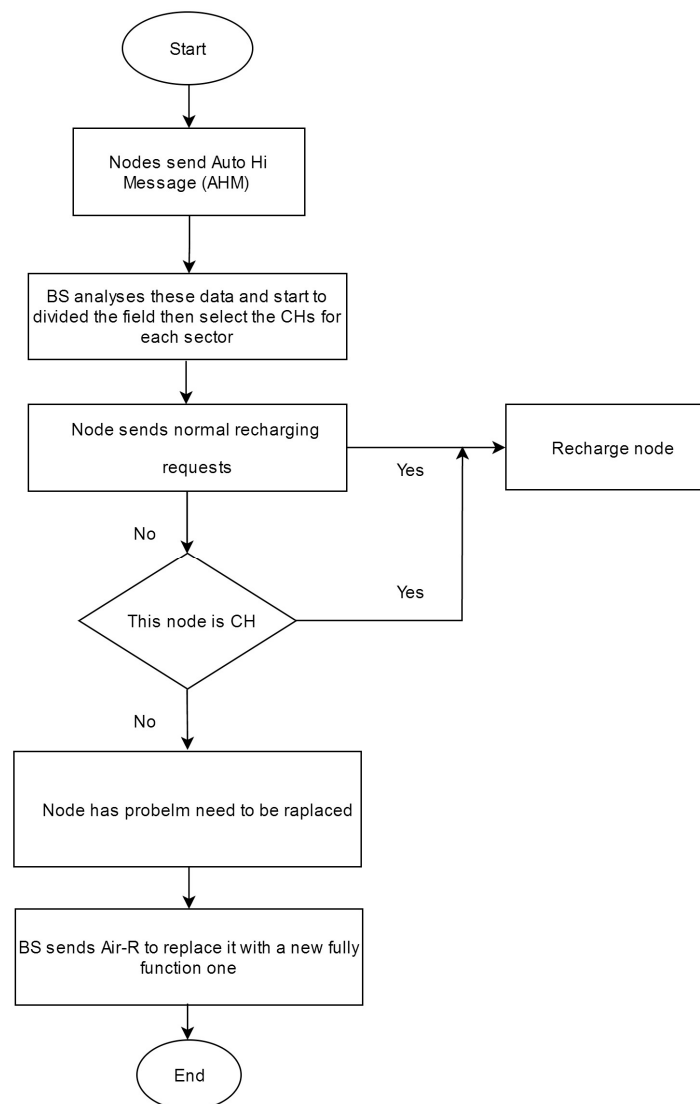 Start
Nodes send Auto Hi
Message (AHM)
BS analyses these data and start to
divided the field then select the CHs for
each sector
Node sends normal recharging
requests
Yes
Recharge node
No
Yes
This node is CH
No
Node has probelm need to be raplaced
BS sends Air-R to replace it with a new fully
function one
End